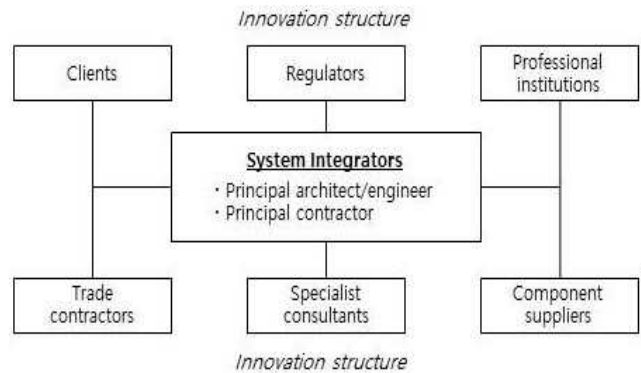 Innovation structure
Clients
Regulators
Professional
institutions
System Integrators
· Principal architect/engineer
· Principal contractor
Trade
contractors
Specialist
consultants
Component
suppliers
Innovation structure